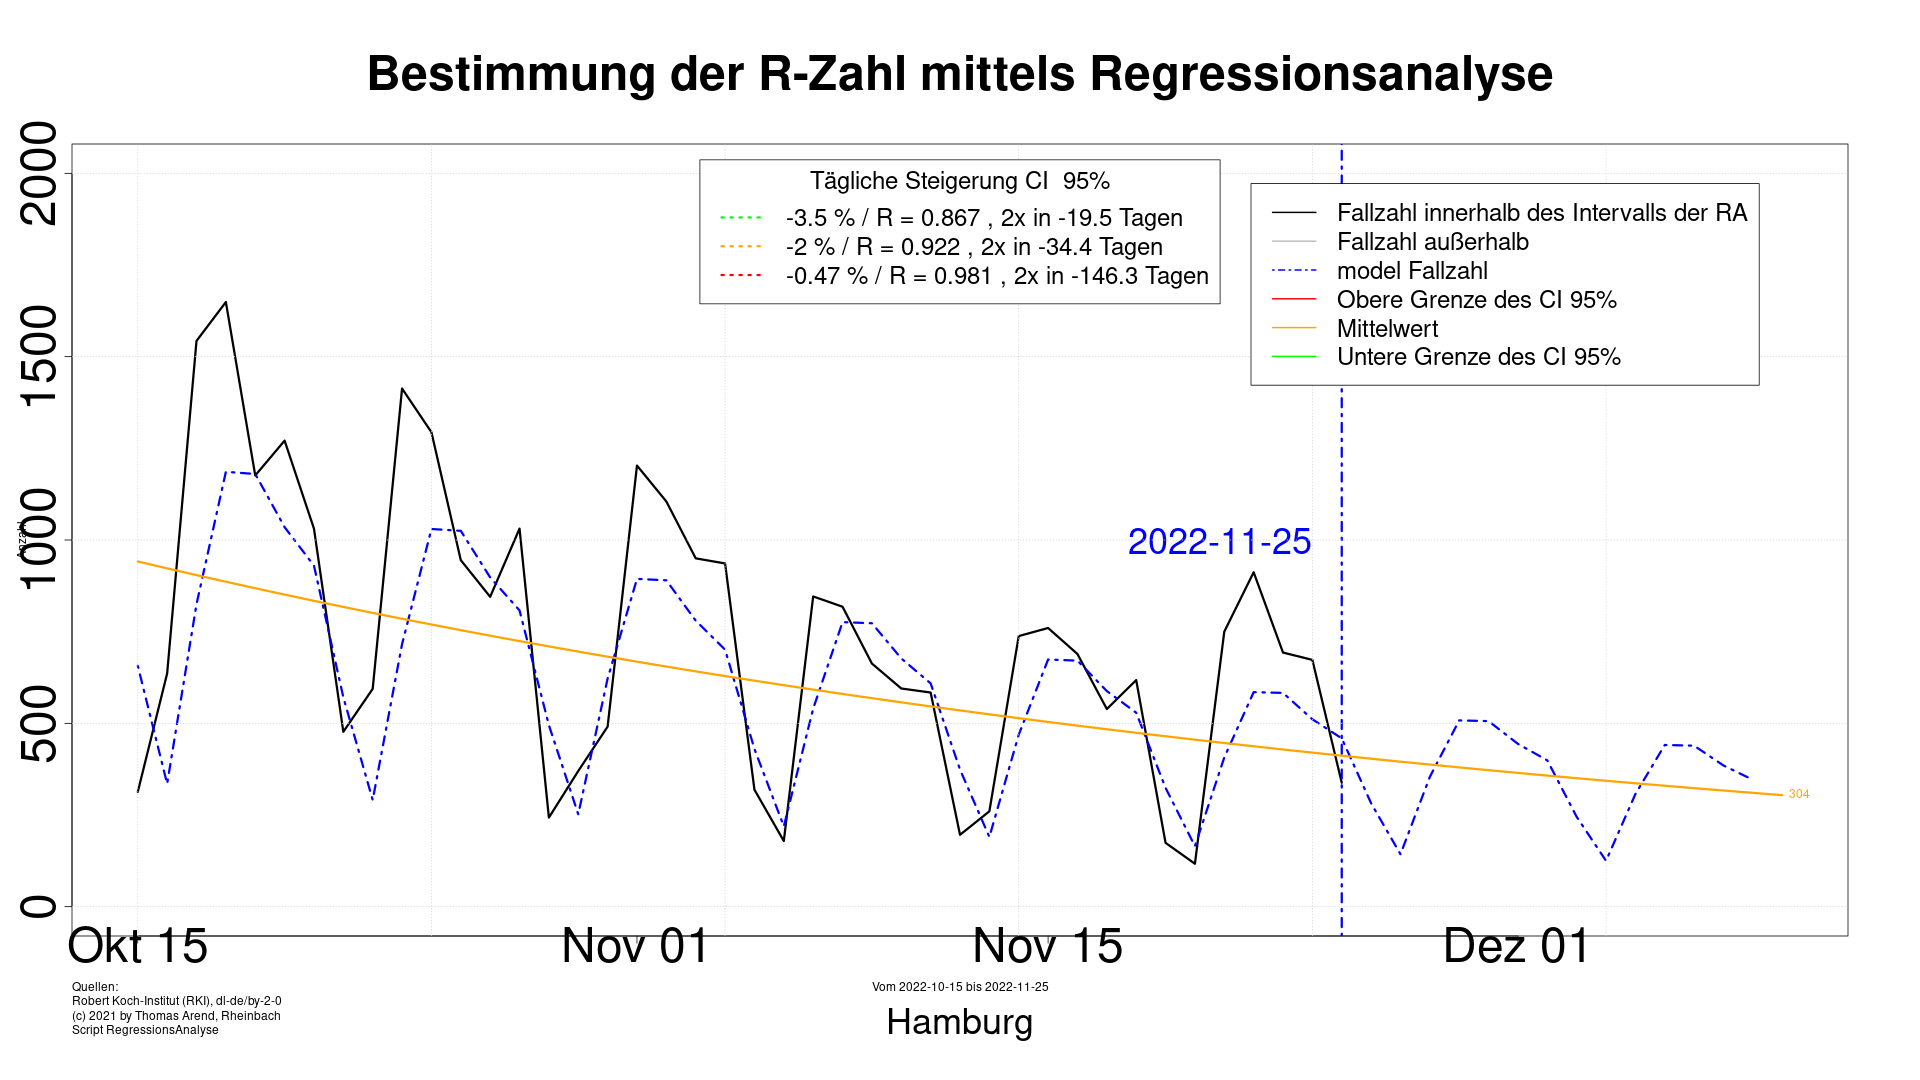 Bestimmung der R-Zahl mittels Regressionsanalyse
Tägliche Steigerung CI  95%
-3.5 % / R = 0.867 , 2x in -19.5 Tagen
-2 % / R = 0.922 , 2x in -34.4 Tagen
-0.47 % / R = 0.981 , 2x in -146.3 Tagen
Fallzahl innerhalb des Intervalls der RA
Fallzahl außerhalb
model Fallzahl
Obere Grenze des CI 95%
Mittelwert
Untere Grenze des CI 95%
2000
1500
1000
500
0
Anzahl
2022-11-25
304
Okt 15
Nov 01
Nov 15
Dez 01
Quellen:
Robert Koch-Institut (RKI), dl-de/by-2-0
(c) 2021 by Thomas Arend, Rheinbach
Script RegressionsAnalyse
Vom 2022-10-15 bis 2022-11-25
Hamburg